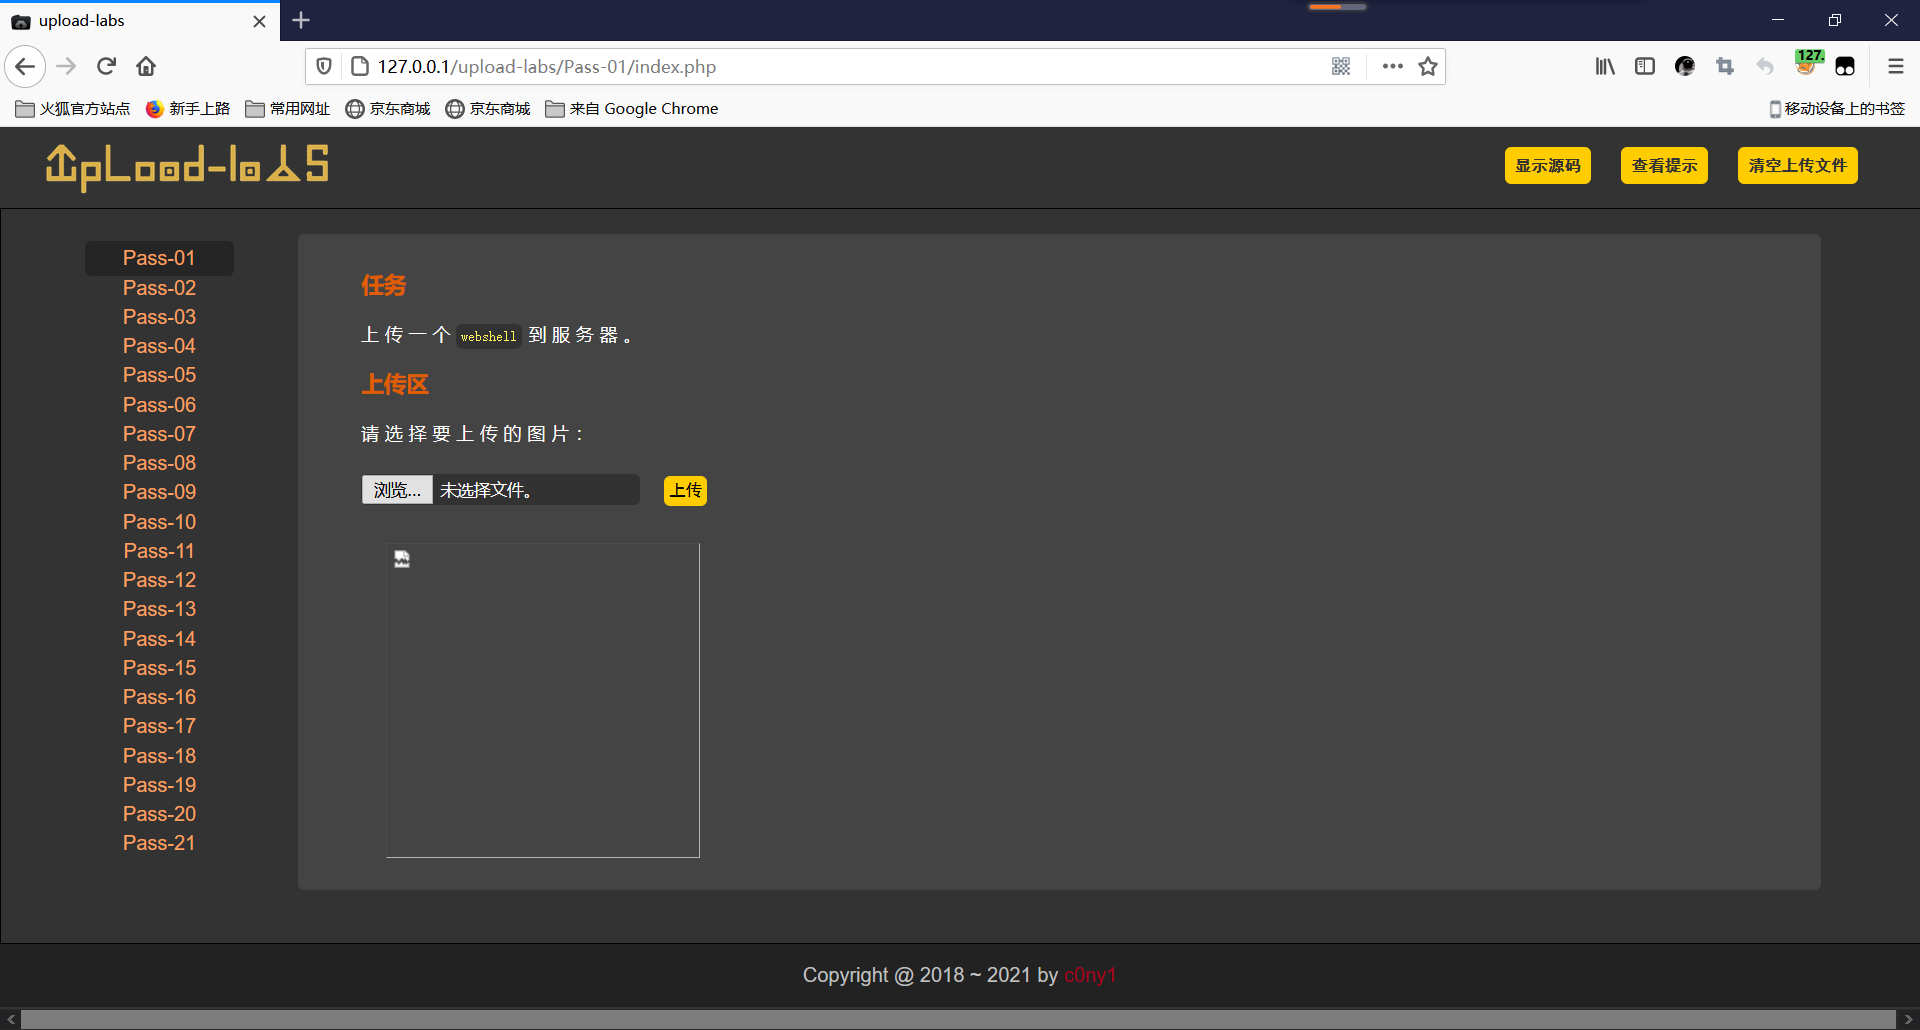 upload-labs
127.0.0.1/upload-labs/Pass-01/index.php
127.
火狐官方站点 新手上路 常用网址 京东商城 京东商城 来自 Google Chrome 移动设备上的书签
UpLoad-labS
显示源码 查看提示 清空上传文件
Pass-01
Pass-02
Pass-03
Pass-04
Pass-05
Pass-06
Pass-07
Pass-08
Pass-09
Pass-10
Pass-11
Pass-12
Pass-13
Pass-14
Pass-15
Pass-16
Pass-17
Pass-18
Pass-19
Pass-20
Pass-21
任务
上传一个 webshell 到服务器。
上传区
请选择要上传的图片：
浏览... 未选择文件。 上传
Copyright @ 2018 ~ 2021 by c0ny1